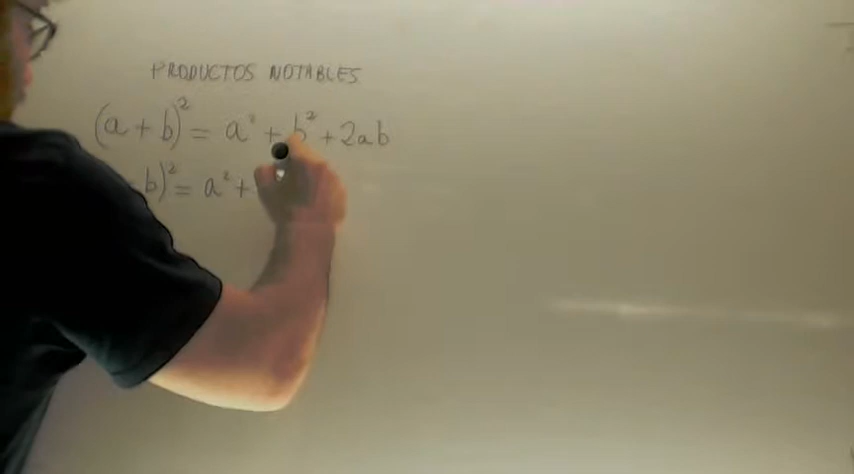 PRODUCTOS NOTABLES
(a + b)² = a² + b² + 2ab
b)² = a² +